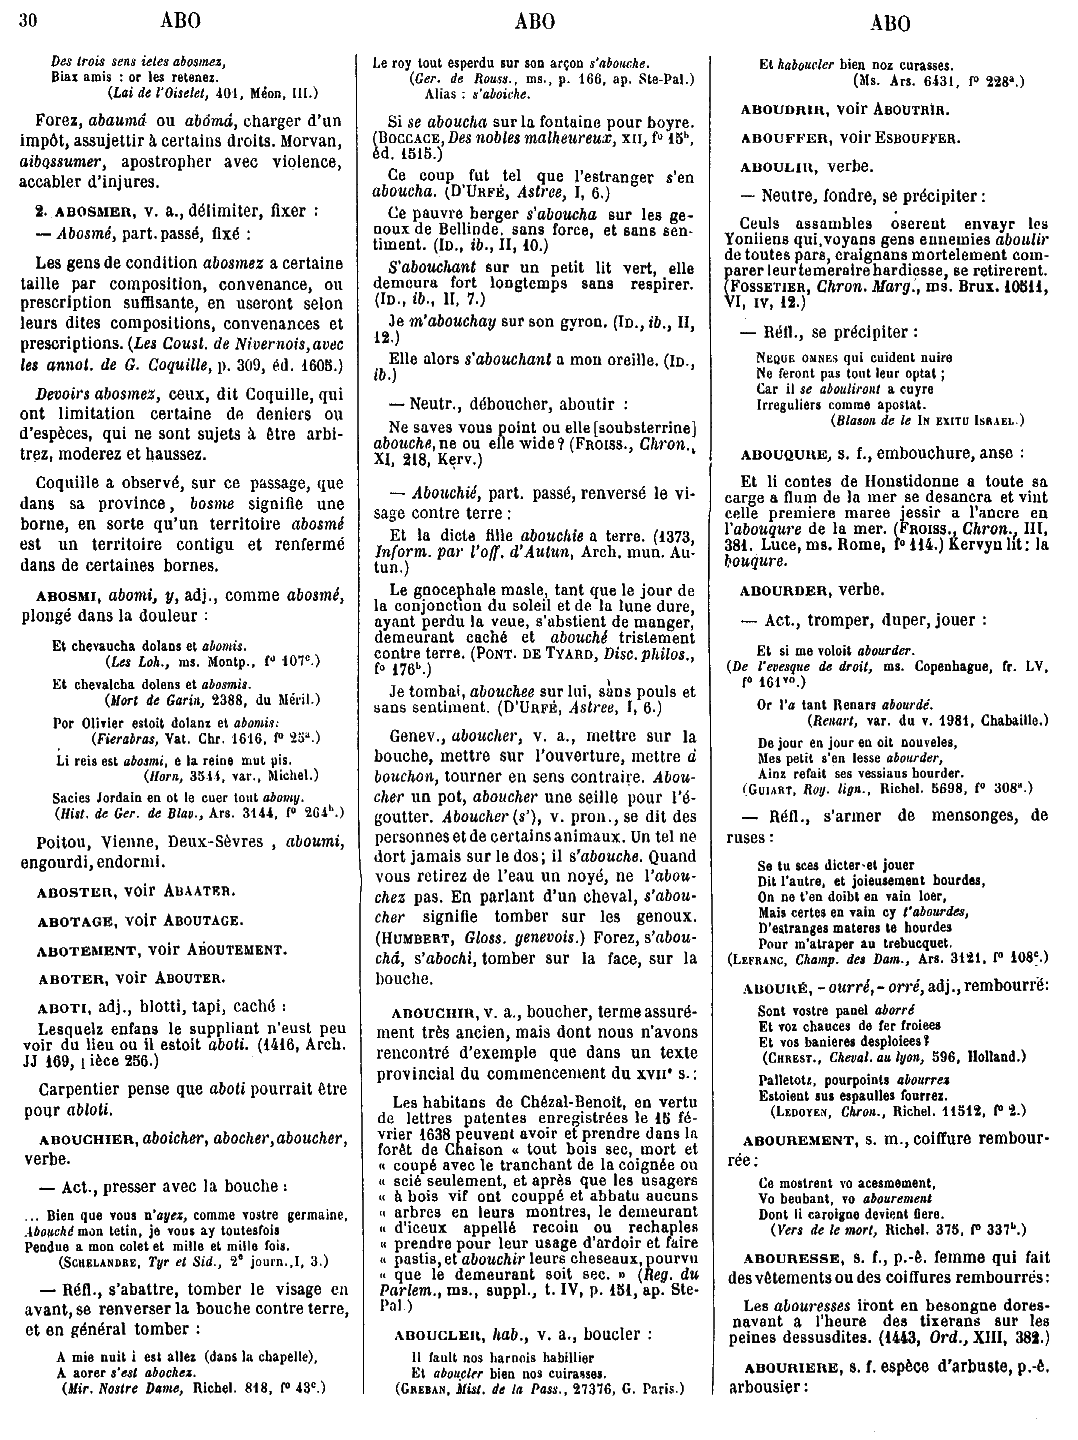 30 ABO ABO ABO
Des trois sens ietes abosmez,
Biax amis : or les retenez.
(Lai de l'Oiselet, 401, Méon, III.)
Forez, abaumá ou abômá, charger d'un
impôt, assujettir à certains droits. Morvan,
aibossumer, apostropher avec violence,
accabler d'injures.
2. ABOSMER, v. a., délimiter, fixer :
— Abosmé, part. passé, fixé :
Les gens de condition abosmez a certaine
taille par composition, convenance, ou
prescription suffisante, en useront selon
leurs dites compositions, convenances et
prescriptions. (Les Coust. de Nivernois, avec
les annot. de G. Coquille, p. 309, éd. 1605.)
Devoirs abosmez, ceux, dit Coquille, qui
ont limitation certaine de deniers ou
d'espèces, qui ne sont sujets à être arbi-
trez, moderez et haussez.
Coquille a observé, sur ce passage, que
dans sa province, bosme signifie une
borne, en sorte qu'un territoire abosmé
est un territoire contigu et renfermé
dans de certaines bornes.
ABOSMI, abomi, y, adj., comme abosmé,
plongé dans la douleur :
Et chevaucha dolans et abomis.
(Les Loh., ms. Montp., f° 107c.)
Et chevalcha dolens et abosmis.
(Mort de Garin, 2388, du Méril.)
Por Olivier estoit dolanz et abomis:
(Fierabras, Vat. Chr. 1616, f° 25a.)
Li reis est abosmi, e la reine mut pis.
(Horn, 3544, var., Michel.)
Sacies Jordain en ot le cuer tout abomy.
(Hist. de Ger. de Blav., Ars. 3144, f° 264b.)
Poitou, Vienne, Deux-Sèvres, aboumi,
engourdi, endormi.
ABOSTER, voir ABAATER.
ABOTAGE, voir ABOUTAGE.
ABOTEMENT, voir ABOUTEMENT.
ABOTER, voir ABOUTER.
ABOTI, adj., blotti, tapi, caché :
Lesquelz enfans le suppliant n'eust peu
voir du lieu ou il estoit aboti. (1416, Arch.
JJ 169, pièce 256.)
Carpentier pense que aboti pourrait être
pour abloti.
ABOUCHIER, aboicher, abocher, aboucher,
verbe.
— Act., presser avec la bouche :
... Bien que vous n'ayez, comme vostre germaine,
Abouché mon tetin, je vous ay toutesfois
Pendue a mon colet et mille et mille fois.
(SCHELANDRE, Tyr et Sid., 2e journ., I, 3.)
— Réfl., s'abattre, tomber le visage en
avant, se renverser la bouche contre terre,
et en général tomber :
A mie nuit i est allez (dans la chapelle),
A aorer s'est abochez.
(Mir. Nostre Dame, Richel. 818, f° 43c.)
Le roy tout esperdu sur son arçon s'abouche.
(Ger. de Rouss., ms., p. 166, ap. Ste-Pal.)
Alias : s'aboiche.
Si se aboucha sur la fontaine pour boyre.
(BOCCACE, Des nobles malheureux, XII, f° 15b,
éd. 1515.)
Ce coup fut tel que l'estranger s'en
aboucha. (D'URFÉ, Astree, I, 6.)
Ce pauvre berger s'aboucha sur les ge-
noux de Bellinde, sans force, et sans sen-
timent. (ID., ib., II, 10.)
S'abouchant sur un petit lit vert, elle
demeura fort longtemps sans respirer.
(ID., ib., II, 7.)
Je m'abouchay sur son gyron. (ID., ib., II,
12.)
Elle alors s'abouchant a mon oreille. (ID.,
ib.)
— Neutr., déboucher, aboutir :
Ne saves vous point ou elle [soubsterrine]
abouche, ne ou elle wide ? (FROISS., Chron.,
XI, 218, Kerv.)
— Abouchié, part. passé, renversé le vi-
sage contre terre :
Et la dicte fille abouchie a terre. (1373,
Inform. par l'off. d'Autun, Arch. mun. Au-
tun.)
Le gnocephale masle, tant que le jour de
la conjonction du soleil et de la lune dure,
ayant perdu la veue, s'abstient de manger,
demeurant caché et abouché tristement
contre terre. (PONT. DE TYARD, Disc. philos.,
f° 176b.)
Je tombai, abouchee sur lui, sans pouls et
sans sentiment. (D'URFÉ, Astree, I, 6.)
Genev., aboucher, v. a., mettre sur la
bouche, mettre sur l'ouverture, mettre à
bouchon, tourner en sens contraire. Abou-
cher un pot, aboucher une seille pour l'é-
goutter. Aboucher (s'), v. pron., se dit des
personnes et de certains animaux. Un tel ne
dort jamais sur le dos; il s'abouche. Quand
vous retirez de l'eau un noyé, ne l'abou-
chez pas. En parlant d'un cheval, s'abou-
cher signifie tomber sur les genoux.
(HUMBERT, Gloss. genevois.) Forez, s'abou-
chá, s'abochi, tomber sur la face, sur la
bouche.
ABOUCHIR, v. a., boucher, terme assuré-
ment très ancien, mais dont nous n'avons
rencontré d'exemple que dans un texte
provincial du commencement du XVIIe s. :
Les habitans de Chézal-Benoît, en vertu
de lettres patentes enregistrées le 15 fé-
vrier 1638 peuvent avoir et prendre dans la
forêt de Chaison « tout bois sec, mort et
« coupé avec le tranchant de la coignée ou
« scié seulement, et après que les usagers
« à bois vif ont couppé et abbatu aucuns
« arbres en leurs montres, le demeurant
« d'iceux appellé recoin ou rechaples
« prendre pour leur usage d'ardoir et faire
« pastis, et abouchir leurs cheseaux, pourvu
« que le demeurant soit sec. » (Reg. du
Parlem., ms., suppl., t. IV, p. 151, ap. Ste-
Pal.)
ABOUCLER, hab., v. a., boucler :
Il fault nos harnois habillier
Et aboucler bien nos cuirasses.
(GREBAN, Mist. de la Pass., 27376, G. Paris.)
Et haboucler bien noz curasses.
(Ms. Ars. 6431, f° 228a.)
ABOUDRIR, voir ABOUTRIR.
ABOUFFER, voir ESBOUFFER.
ABOULIR, verbe.
— Neutre, fondre, se précipiter :
Ceuls assambles oserent envayr les
Yoniiens qui, voyans gens ennemies aboulir
de toutes pars, craignans mortelement com-
parer leur temeraire hardiesse, se retirerent.
(FOSSETIER, Chron. Marg., ms. Brux. 10511,
VI, IV, 12.)
— Réfl., se précipiter :
NEQUE OMNES qui cuident nuire
Ne feront pas tout leur optat ;
Car il se abouliront a cuyre
Irreguliers comme apostat.
(Blason de le IN EXITU ISRAEL.)
ABOUQURE, s. f., embouchure, anse :
Et li contes de Honstidonne a toute sa
carge a flum de la mer se desancra et vint
celle premiere maree jessir a l'ancre en
l'abouqure de la mer. (FROISS., Chron., III,
381. Luce, ms. Rome, f° 114.) Kervyn lit : la
bouqure.
ABOURDER, verbe.
— Act., tromper, duper, jouer :
Et si me voloit abourder.
(De l'evesque de droit, ms. Copenhague, fr. LV,
f° 161vo.)
Or l'a tant Renars abourdé.
(Renart, var. du v. 1981, Chabaille.)
De jour en jour en oit nouveles,
Mes petit s'en lesse abourder,
Ainz refait ses vessiaus hourder.
(GUIART, Roy. lign., Richel. 5698, f° 308a.)
— Réfl., s'armer de mensonges, de
ruses :
Se tu sces dicter et jouer
Dit l'autre, et joieusement bourdes,
On ne t'en doibt en vain loer,
Mais certes en vain cy t'abourdes,
D'estranges materes te hourdes
Pour m'atraper au trebucquet.
(LEFRANC, Champ. des Dam., Ars. 3121, f° 108c.)
ABOURÉ, -ourré, -orré, adj., rembourré:
Sont vostre panel aborré
Et voz chauces de fer froiees
Et vos banieres desploiees ?
(CHREST., Cheval. au lyon, 596, Holland.)
Palletotz, pourpoints abourrez
Estoient sus espaulles fourrez.
(LEDOYEN, Chron., Richel. 11512, f° 2.)
ABOUREMENT, s. m., coiffure rembour-
rée :
Ce mostrent vo acesmement,
Vo beubant, vo abourement
Dont li caroigne devient fiere.
(Vers de le mort, Richel. 375, f° 337b.)
ABOURESSE, s. f., p.-ê. femme qui fait
des vêtements ou des coiffures rembourrés :
Les abouresses iront en besongne dores-
navant a l'heure des tixerans sur les
peines dessusdites. (1443, Ord., XIII, 382.)
ABOURIERE, s. f. espèce d'arbuste, p.-ê.
arbousier :